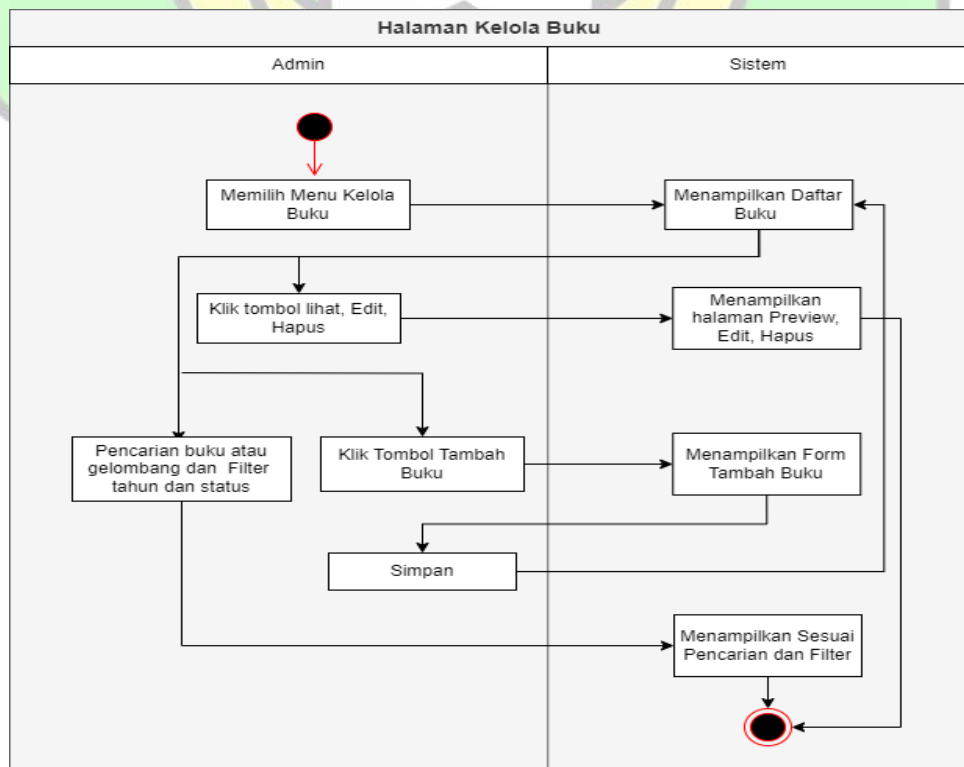 Halaman Kelola Buku
Admin
Sistem
Memilih Menu Kelola
Buku
Menampilkan Daftar
Buku
Klik tombol lihat, Edit,
Hapus
Menampilkan
halaman Preview,
Edit, Hapus
Pencarian buku atau
gelombang dan Filter
tahun dan status
Klik Tombol Tambah
Buku
Menampilkan Form
Tambah Buku
Simpan
Menampilkan Sesuai
Pencarian dan Filter